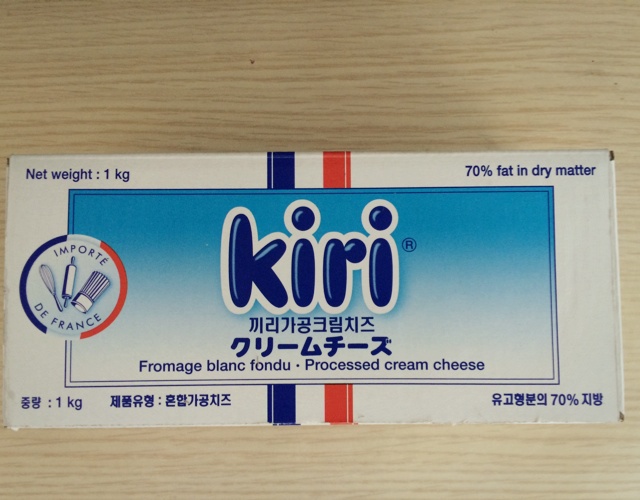 Net weight : 1 kg
70% fat in dry matter
IMPORTÉ
DE FRANCE
kiri®
끼리가공크림치즈
クリームチーズ
Fromage blanc fondu · Processed cream cheese
중량 : 1 kg
제품유형 : 혼합가공치즈
유고형분의 70% 지방